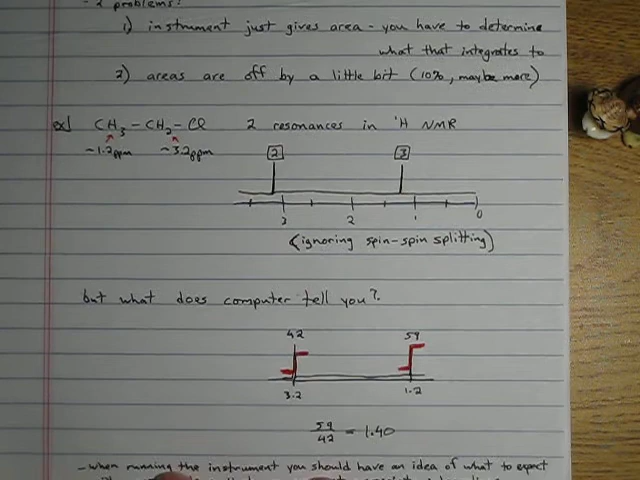 - 2 problems:
1) instrument just gives area - you have to determine
what that integrates to
2) areas are off by a little bit (10%, maybe more)
ex) CH3 - CH2 - Cl 2 resonances in ¹H NMR
~1.2ppm ~3.2ppm
2 3
3 2 1 0
(ignoring spin-spin splitting)
but what does computer tell you?
42 59
3.2 1.2
59/42 = 1.40
- when running the instrument you should have an idea of what to expect